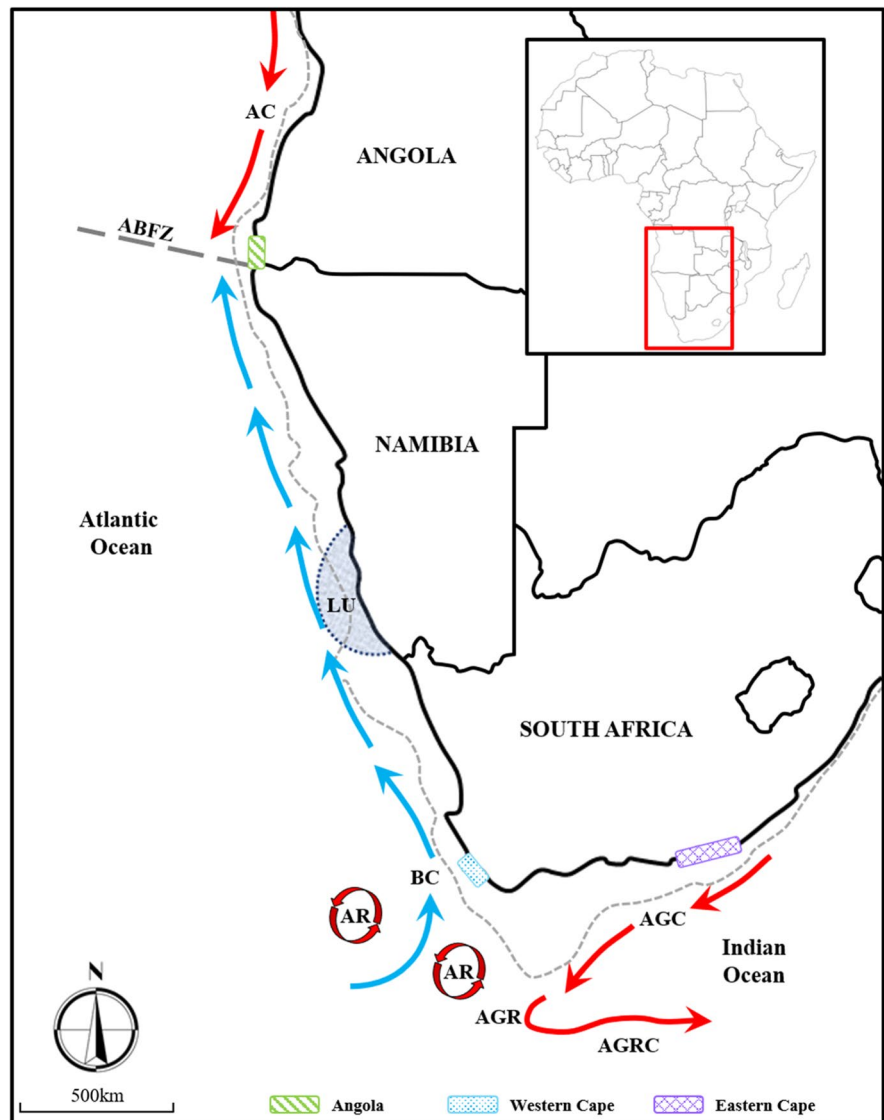 AC
ANGOLA
ABFZ
NAMIBIA
Atlantic
Ocean
LU
SOUTH AFRICA
BC
AR
AR
AGC
Indian
Ocean
AGR
AGRC
N
500km
Angola
Western Cape
Eastern Cape